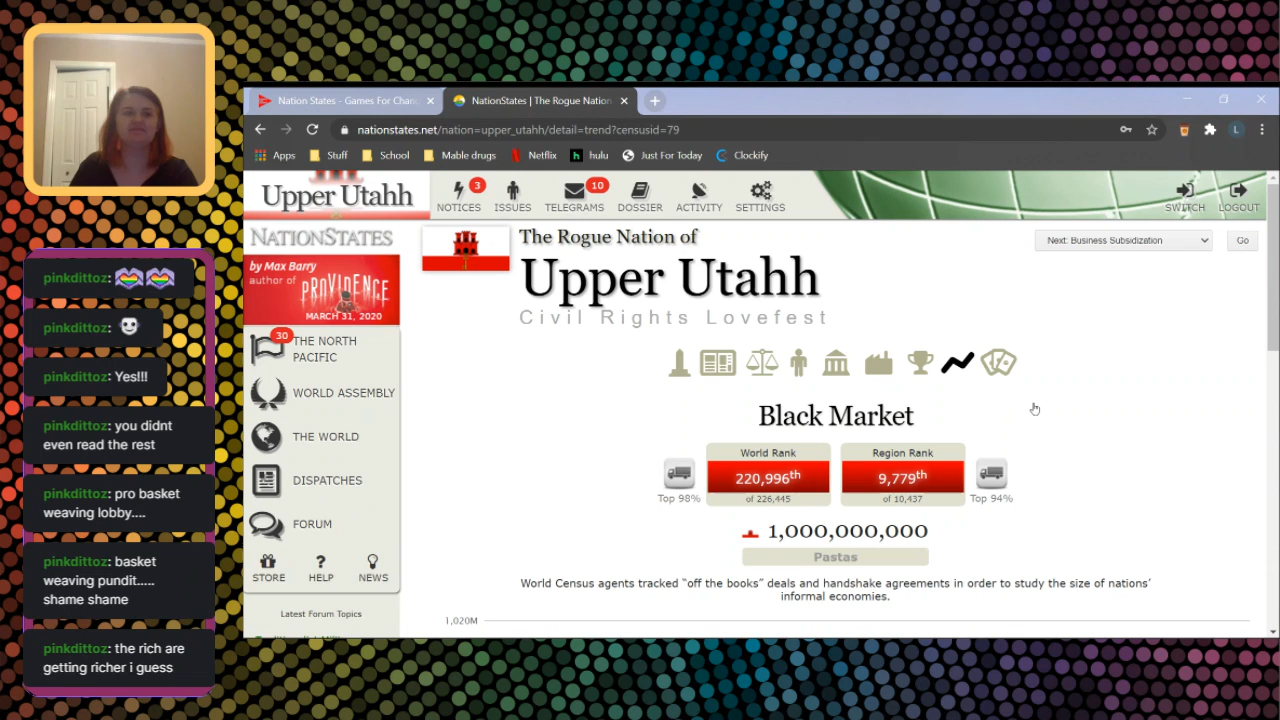 pinkdittoz:
pinkdittoz:
pinkdittoz: Yes!!!
pinkdittoz: you didnt
even read the rest
pinkdittoz: pro basket
weaving lobby....
pinkdittoz: basket
weaving pundit.....
shame shame
pinkdittoz: the rich are
getting richer i guess
Nation States - Games For Chan
NationStates | The Rogue Nation
nationstates.net/nation=upper_utahh/detail=trend?censusid=79
L
Apps Stuff School Mable drugs Netflix hulu Just For Today Clockify
Upper Utahh
3
NOTICES
ISSUES
10
TELEGRAMS
DOSSIER
ACTIVITY
SETTINGS
SWITCH
LOGOUT
NATIONSTATES
by Max Barry
author of
PROVIDENCE
MARCH 31, 2020
30
THE NORTH
PACIFIC
WORLD ASSEMBLY
THE WORLD
DISPATCHES
FORUM
STORE
HELP
NEWS
Latest Forum Topics
The Rogue Nation of
Upper Utahh
Civil Rights Lovefest
Next: Business Subsidization
Go
Black Market
Top 98%
World Rank
220,996th
of 226,445
Region Rank
9,779th
of 10,437
Top 94%
1,000,000,000
Pastas
World Census agents tracked "off the books" deals and handshake agreements in order to study the size of nations'
informal economies.
1,020M